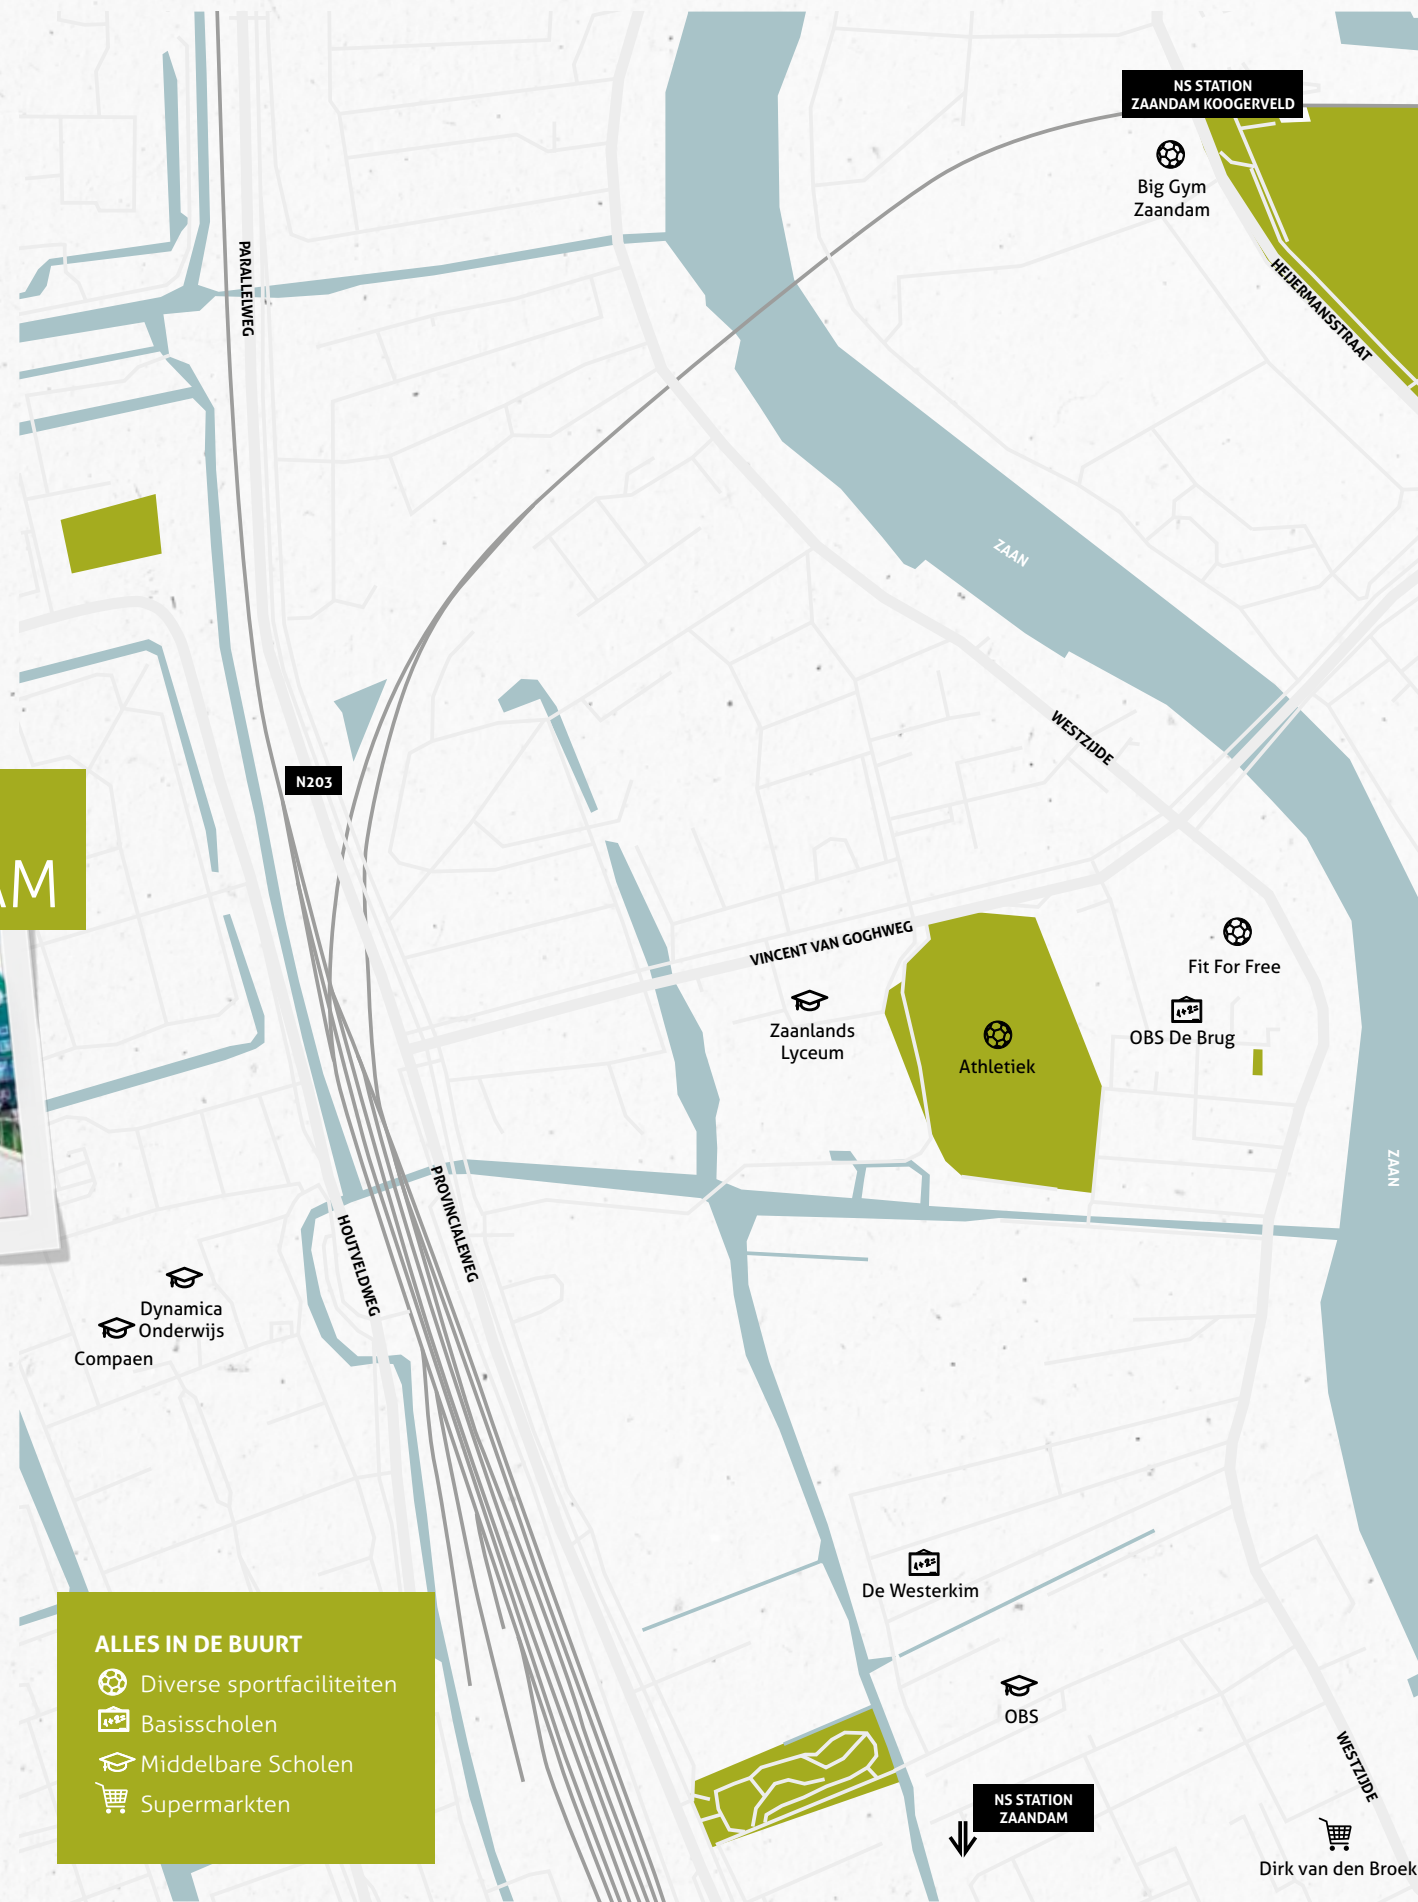 NS STATION
ZAANDAM KOOGERVELD
Big Gym
Zaandam
PARALLELWEG
HEIJERMANSSTRAAT
ZAAN
WESTZIJDE
N203
AM
VINCENT VAN GOGHWEG
Fit For Free
Zaanlands
Lyceum
OBS De Brug
Athletiek
ZAAN
PROVINCIALEWEG
HOUTVELDWEG
Dynamica
Onderwijs
Compaen
De Westerkim
ALLES IN DE BUURT
Diverse sportfaciliteiten
Basisscholen
Middelbare Scholen
Supermarkten
OBS
WESTZIJDE
NS STATION
ZAANDAM
Dirk van den Broek